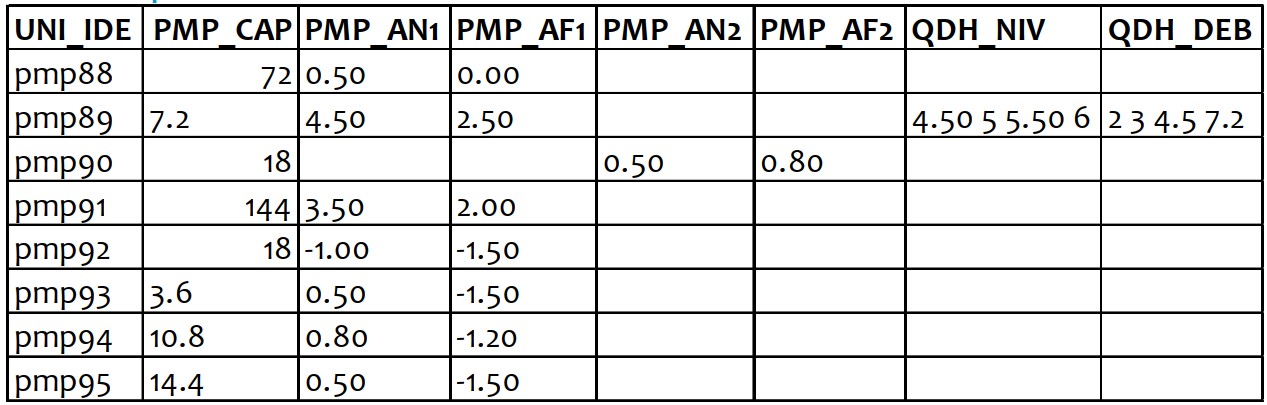 UNI_IDE PMP_CAP PMP_AN1 PMP_AF1 PMP_AN2 PMP_AF2 QDH_NIV QDH_DEB
pmp88 72 0.50 0.00
pmp89 7.2 4.50 2.50 4.50 5 5.50 6 2 3 4.5 7.2
pmp90 18 0.50 0.80
pmp91 144 3.50 2.00
pmp92 18 -1.00 -1.50
pmp93 3.6 0.50 -1.50
pmp94 10.8 0.80 -1.20
pmp95 14.4 0.50 -1.50